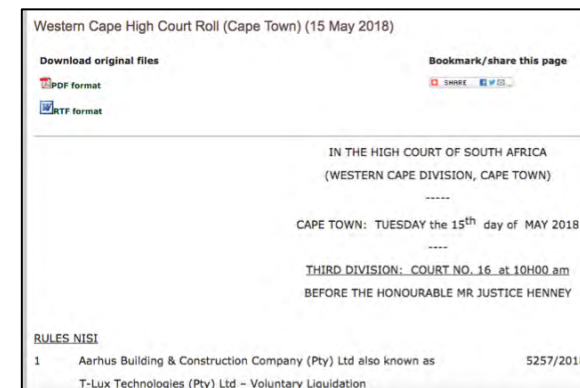 Western Cape High Court Roll (Cape Town) (15 May 2018)
Download original files
Bookmark/share this page
PDF format
SHARE
RTF format
IN THE HIGH COURT OF SOUTH AFRICA
(WESTERN CAPE DIVISION, CAPE TOWN)
-----
CAPE TOWN: TUESDAY the 15th day of MAY 2018
----
THIRD DIVISION: COURT NO. 16 at 10H00 am
BEFORE THE HONOURABLE MR JUSTICE HENNEY
RULES NISI
1 Aarhus Building & Construction Company (Pty) Ltd also known as 5257/2018
T-Lux Technologies (Pty) Ltd – Voluntary Liquidation